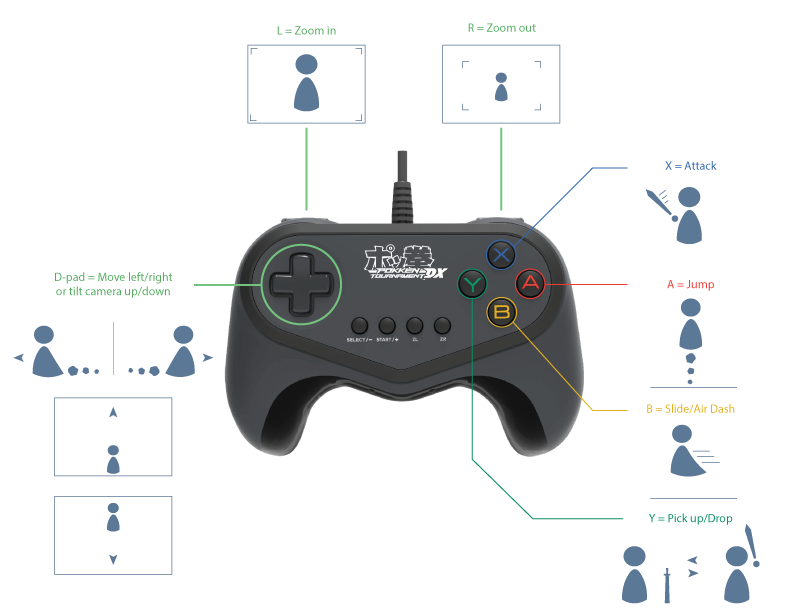 L = Zoom in
R = Zoom out
X = Attack
ポッ拳
POKKÉN
TOURNAMENT DX
X
D-pad = Move left/right
or tilt camera up/down
Y
A
A = Jump
B
SELECT/− START/+ ZL ZR
B = Slide/Air Dash
Y = Pick up/Drop